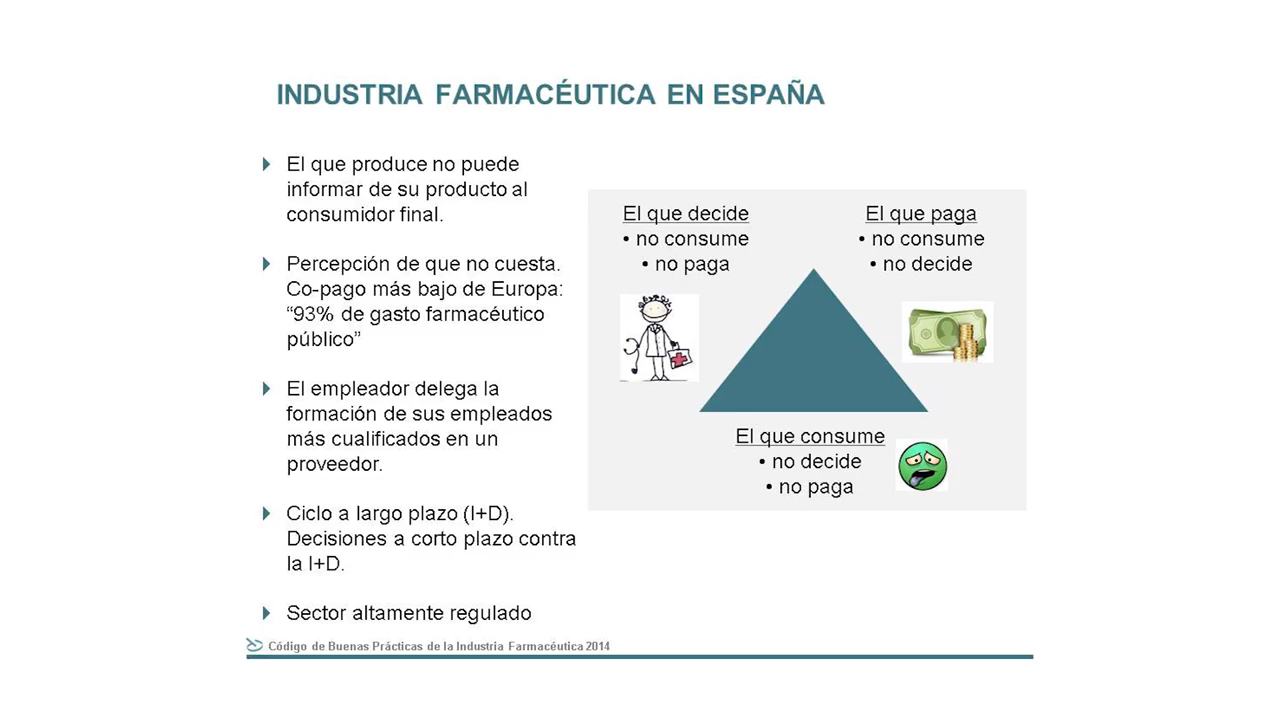 INDUSTRIA FARMACÉUTICA EN ESPAÑA
El que produce no puede
informar de su producto al
consumidor final.
Percepción de que no cuesta.
Co-pago más bajo de Europa:
“93% de gasto farmacéutico
público”
El empleador delega la
formación de sus empleados
más cualificados en un
proveedor.
Ciclo a largo plazo (I+D).
Decisiones a corto plazo contra
la I+D.
Sector altamente regulado
El que decide
• no consume
• no paga
El que paga
• no consume
• no decide
El que consume
• no decide
• no paga
Código de Buenas Prácticas de la Industria Farmacéutica 2014